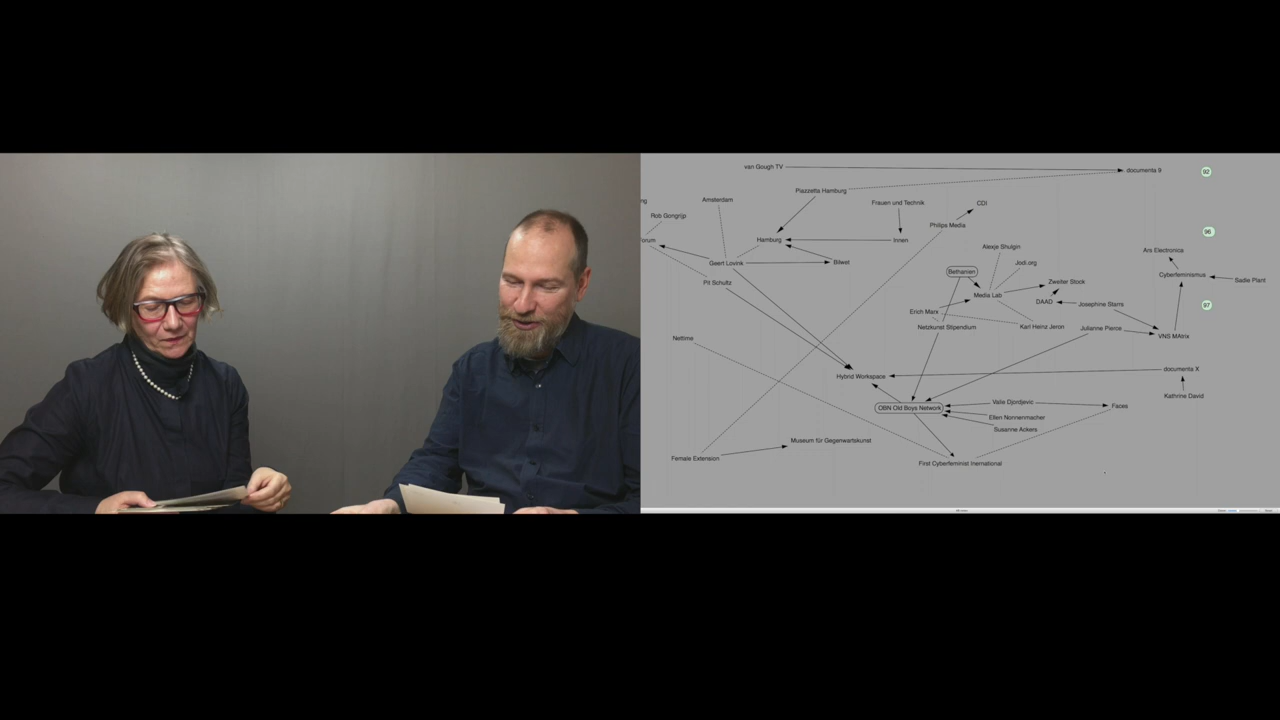 van Gough TV
documenta 9
92
Piazzetta Hamburg
Amsterdam
Frauen und Technik
CDI
ng
Rob Gongrijp
Philips Media
96
orum
Hamburg
Innen
Alexje Shulgin
Ars Electronica
Geert Lovink
Bilwet
Jodi.org
Bethanien
Cyberfeminismus
Sadie Plant
Pit Schultz
Zweiter Stock
Media Lab
DAAD
Josephine Starrs
97
Erich Marx
Netzkunst Stipendium
Karl Heinz Jeron
Julianne Pierce
VNS MAtrix
Nettime
Hybrid Workspace
documenta X
Kathrine David
OBN Old Boys Network
Valie Djordjevic
Faces
Ellen Nonnenmacher
Susanne Ackers
Museum für Gegenwartskunst
Female Extension
First Cyberfeminist Inernational